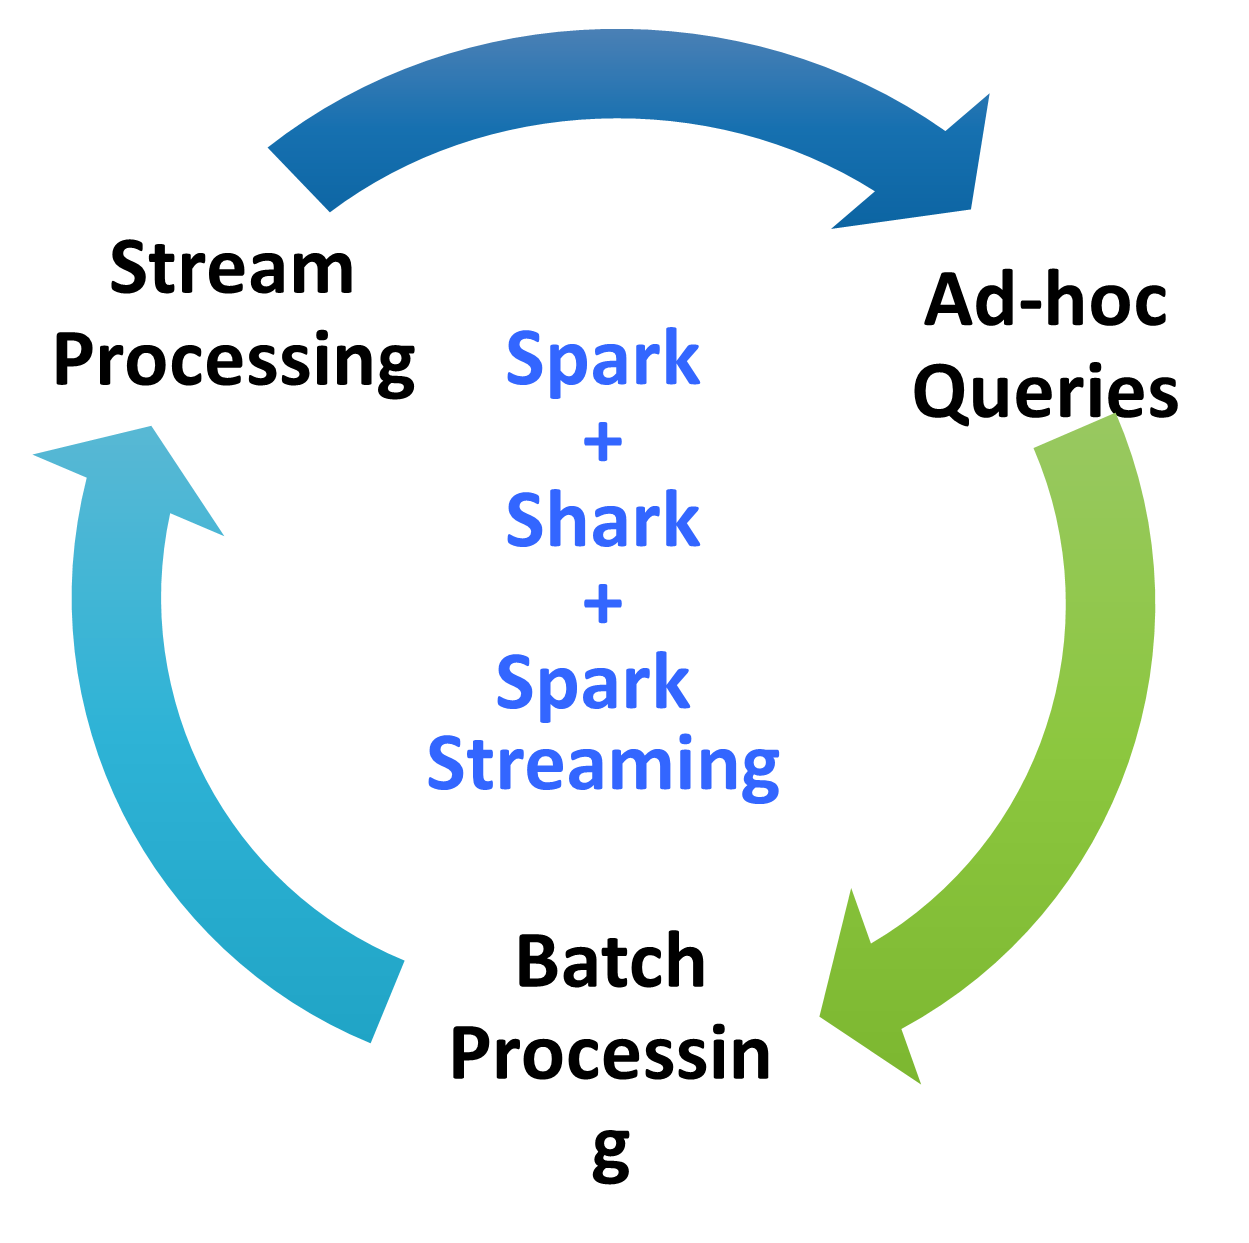 Stream
Processing
Ad-hoc
Queries
Spark
+
Shark
+
Spark
Streaming
Batch
Processin
g